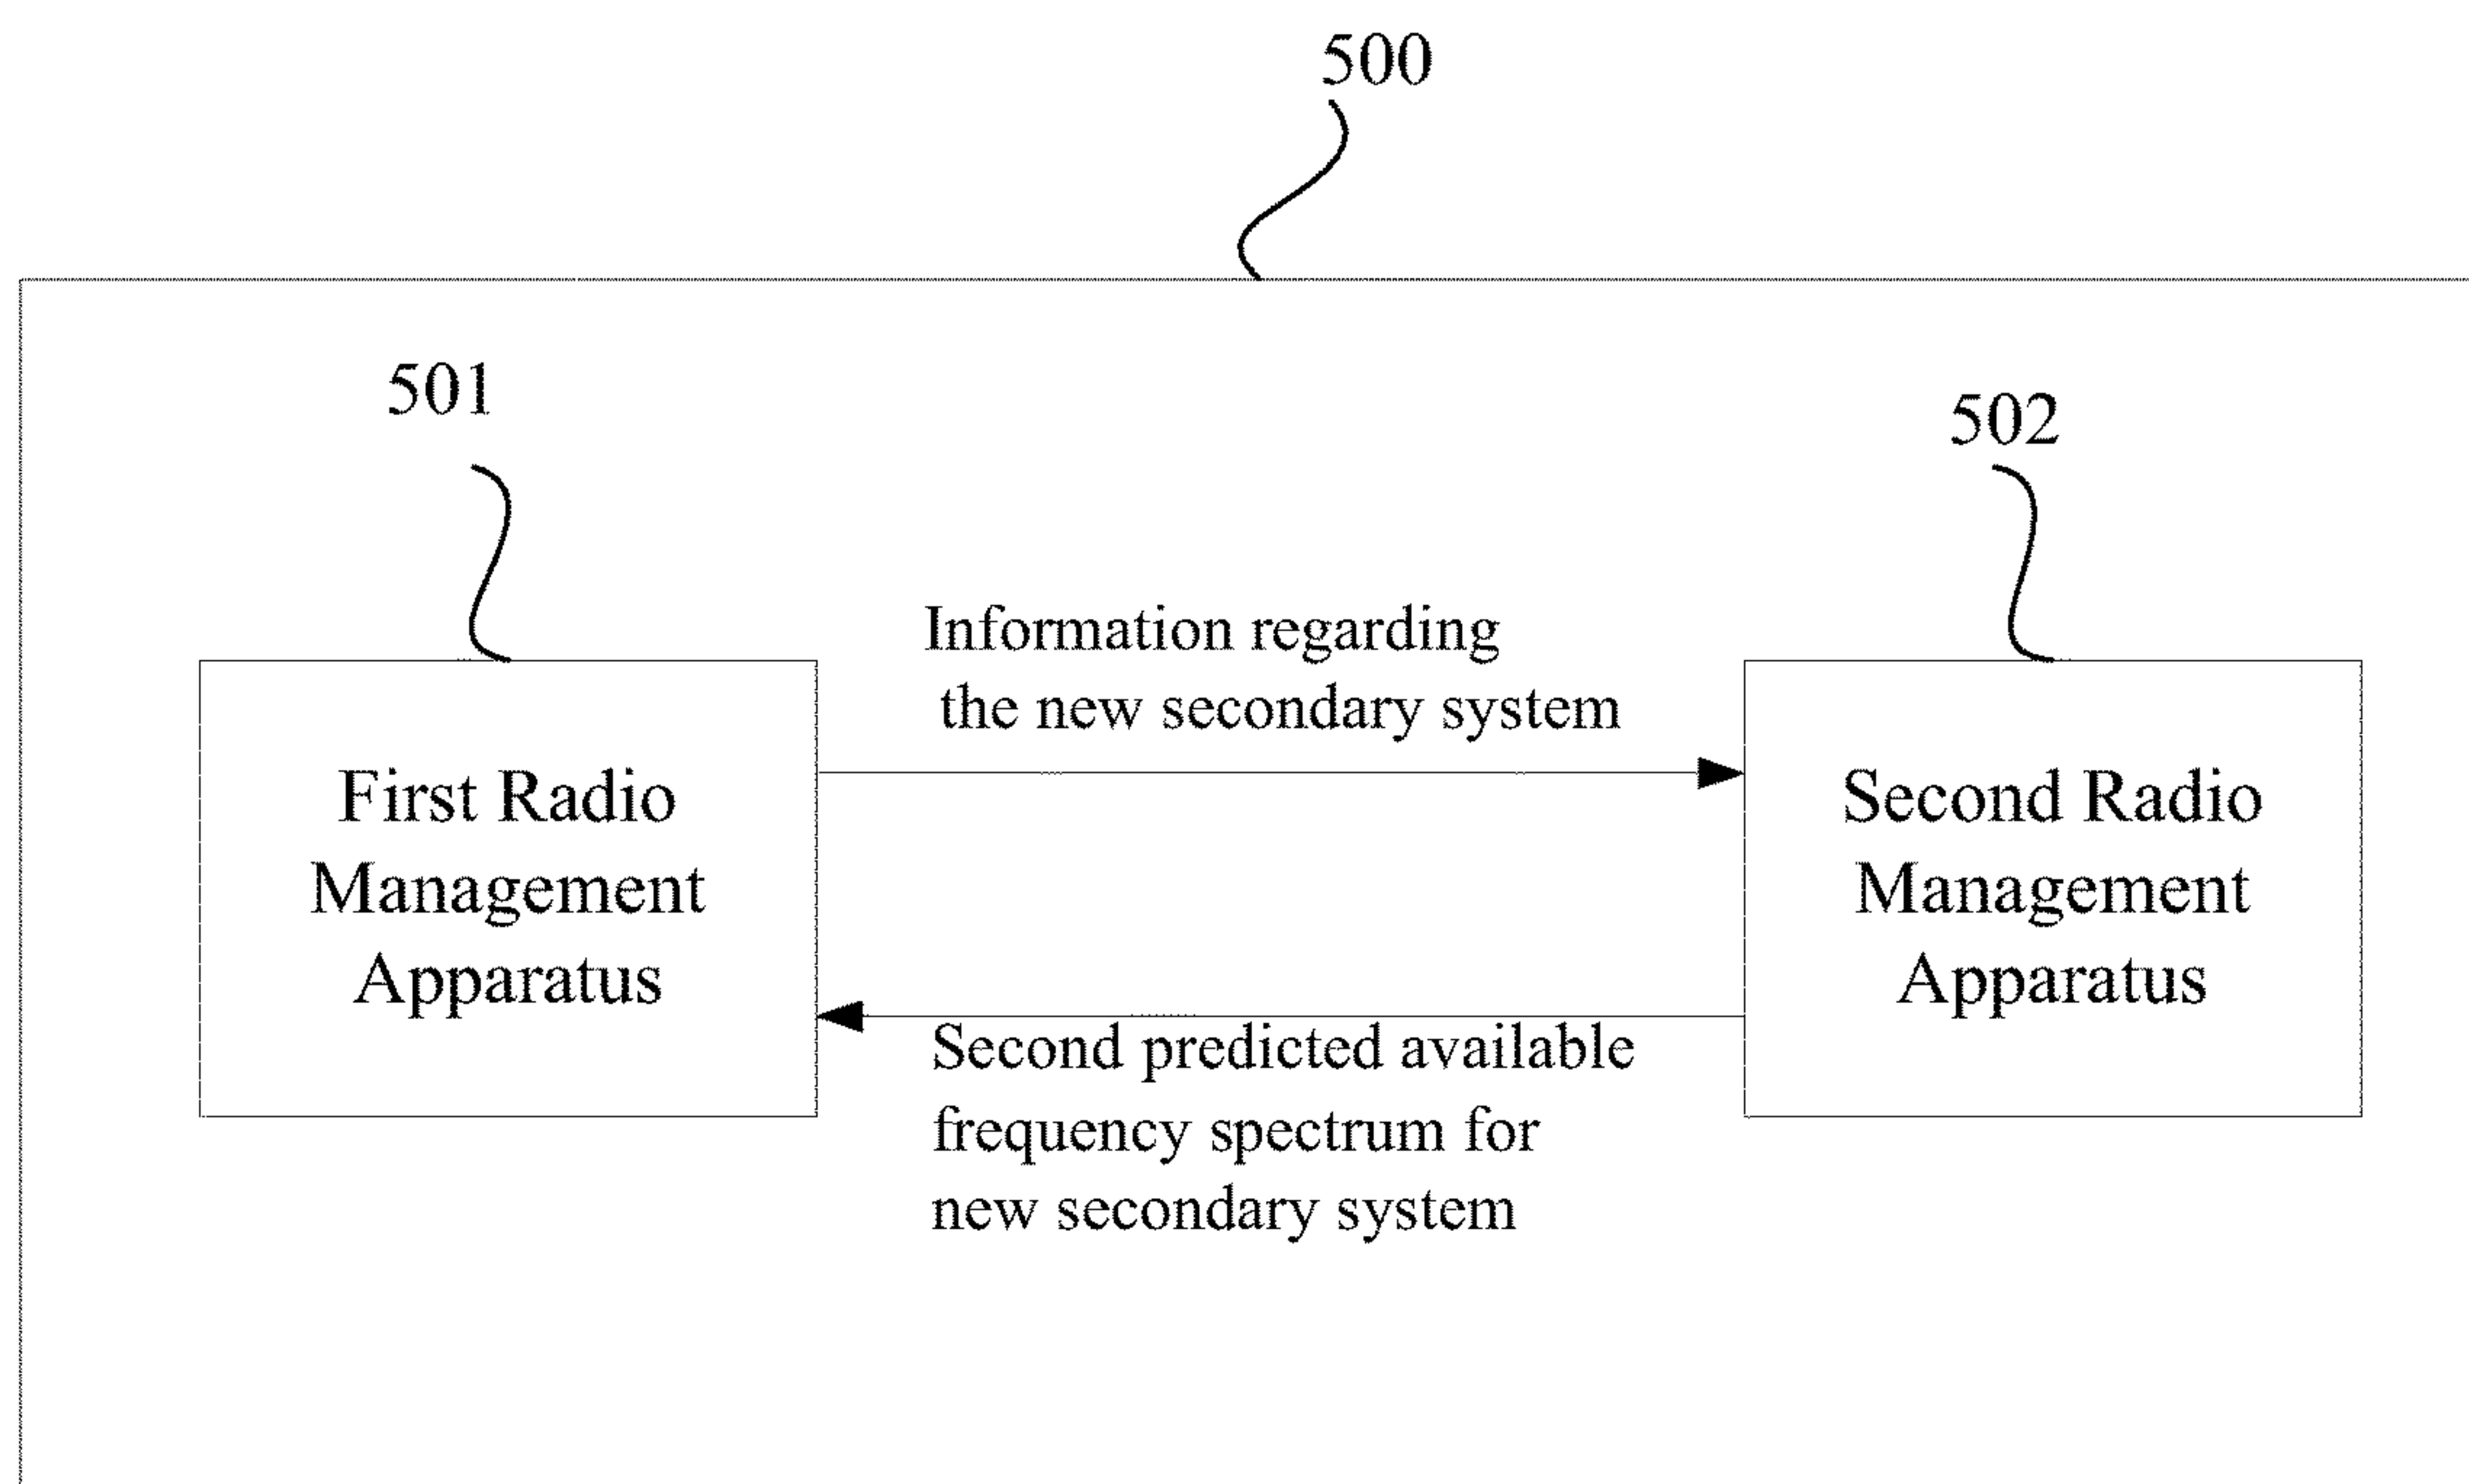 500
501
502
Information regarding
the new secondary system
First Radio
Management
Apparatus
Second Radio
Management
Apparatus
Second predicted available
frequency spectrum for
new secondary system